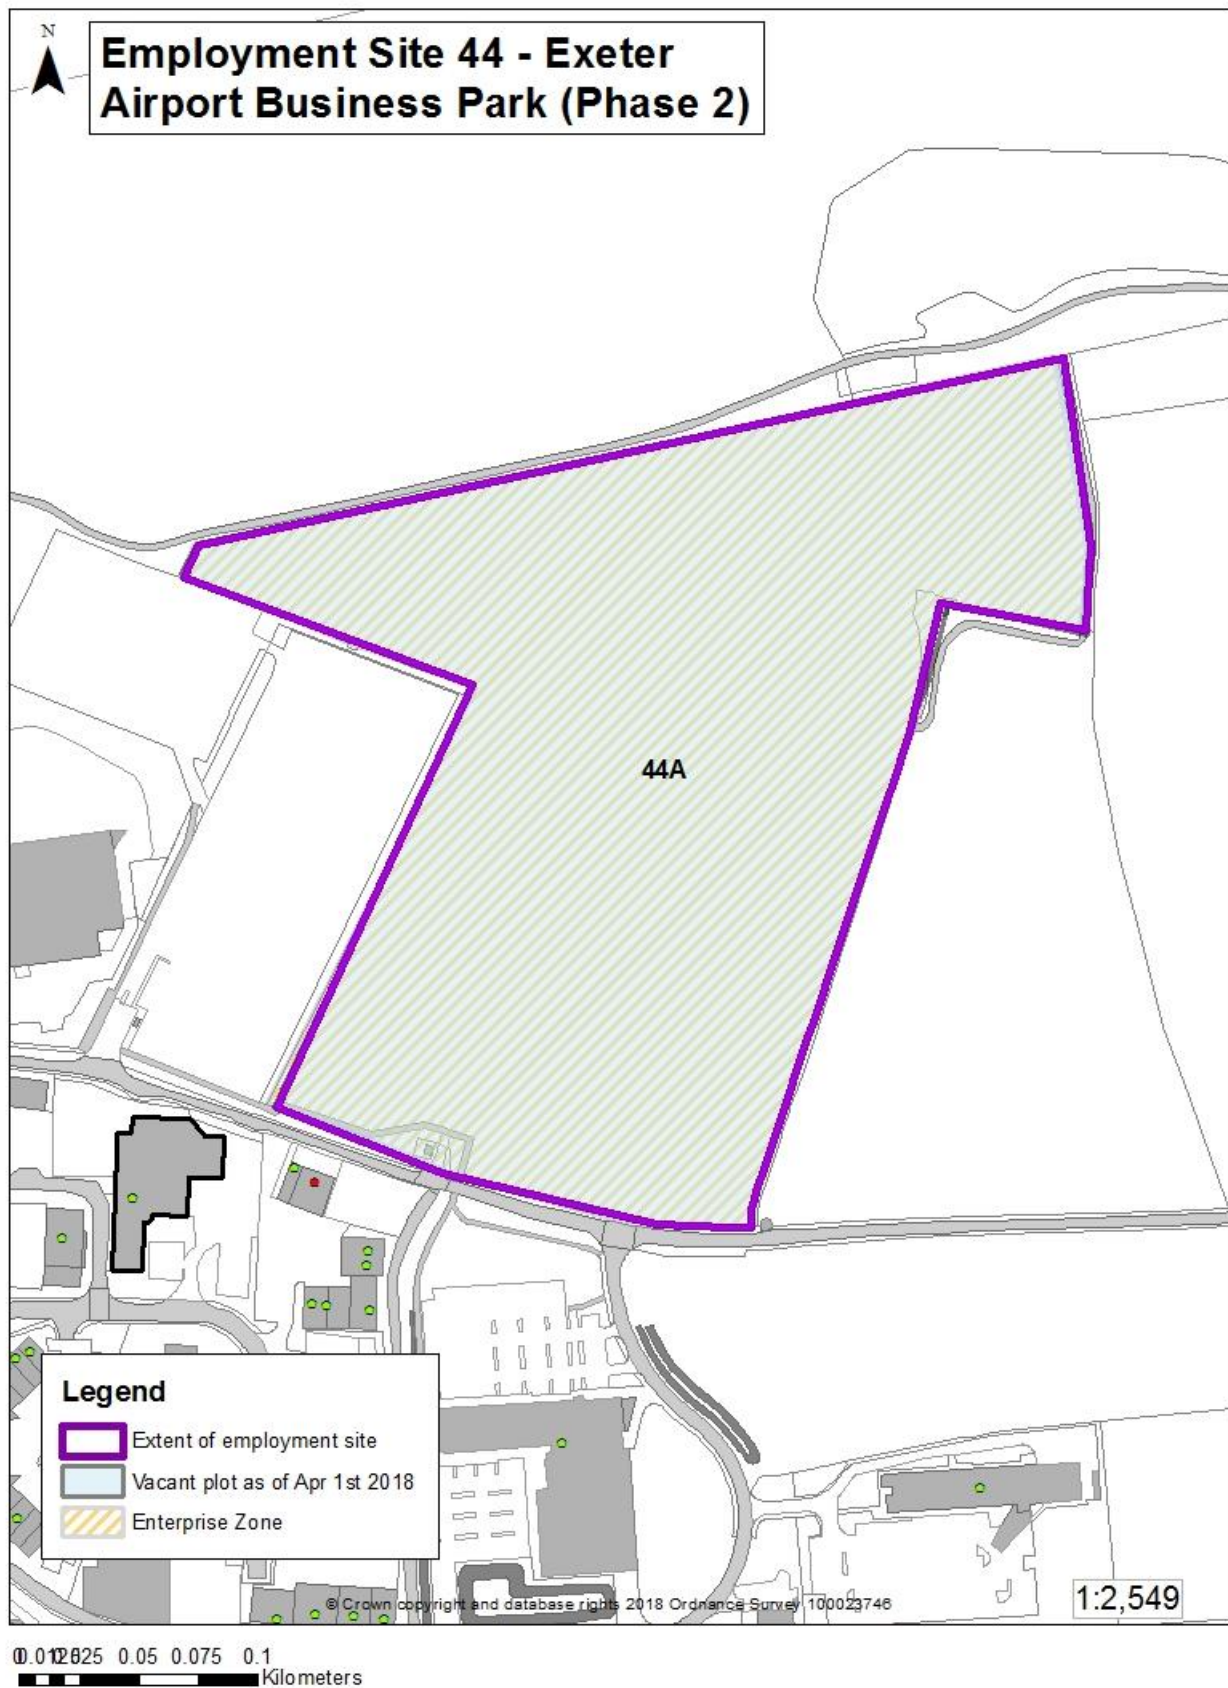 N
Employment Site 44 - Exeter
Airport Business Park (Phase 2)
44A
Legend
Extent of employment site
Vacant plot as of Apr 1st 2018
Enterprise Zone
© Crown copyright and database rights 2018 Ordnance Survey 100023746
1:2,549
0.05 0.075 0.1
Kilometers